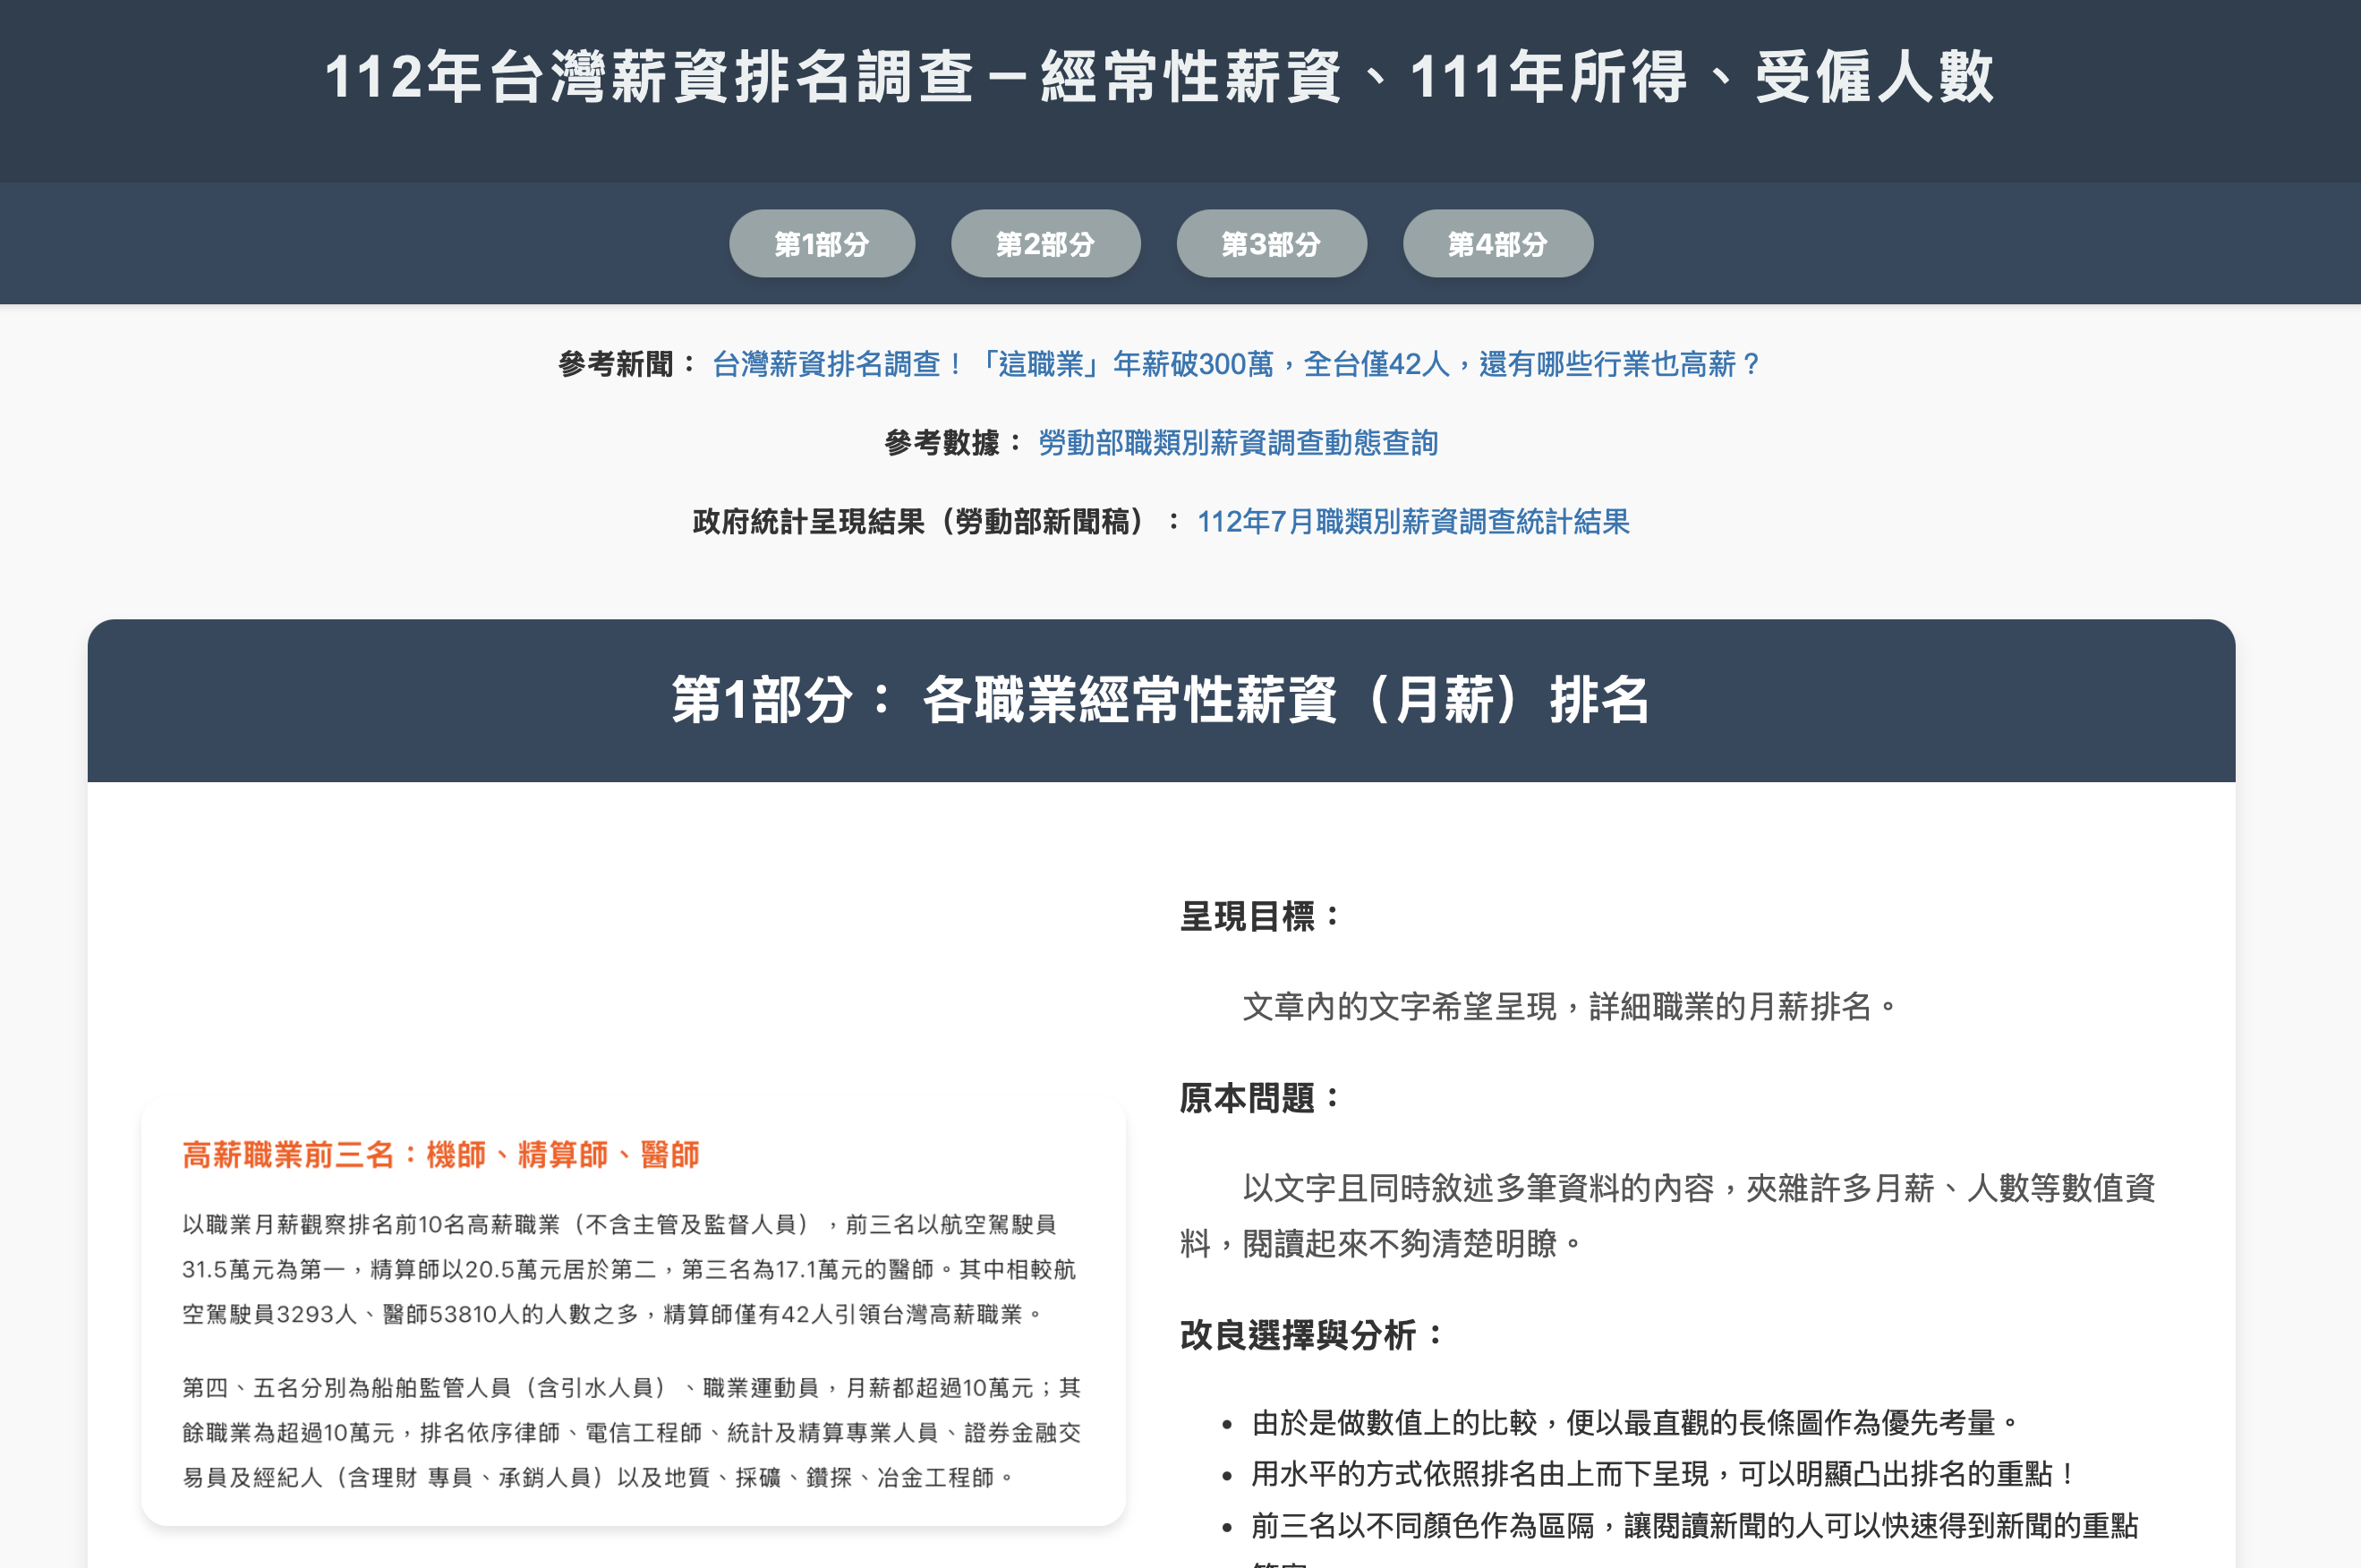 112年台灣薪資排名調查－經常性薪資、111年所得、受僱人數
第1部分
第2部分
第3部分
第4部分
參考新聞： 台灣薪資排名調查！「這職業」年薪破300萬，全台僅42人，還有哪些行業也高薪？
參考數據： 勞動部職類別薪資調查動態查詢
政府統計呈現結果（勞動部新聞稿）： 112年7月職類別薪資調查統計結果
第1部分： 各職業經常性薪資（月薪）排名
高薪職業前三名：機師、精算師、醫師
以職業月薪觀察排名前10名高薪職業（不含主管及監督人員），前三名以航空駕駛員
31.5萬元為第一，精算師以20.5萬元居於第二，第三名為17.1萬元的醫師。其中相較航
空駕駛員3293人、醫師53810人的人數之多，精算師僅有42人引領台灣高薪職業。
第四、五名分別為船舶監管人員（含引水人員）、職業運動員，月薪都超過10萬元；其
餘職業為超過10萬元，排名依序律師、電信工程師、統計及精算專業人員、證券金融交
易員及經紀人（含理財 專員、承銷人員）以及地質、採礦、鑽探、冶金工程師。
呈現目標：
文章內的文字希望呈現，詳細職業的月薪排名。
原本問題：
以文字且同時敘述多筆資料的內容，夾雜許多月薪、人數等數值資
料，閱讀起來不夠清楚明瞭。
改良選擇與分析：
• 由於是做數值上的比較，便以最直觀的長條圖作為優先考量。
• 用水平的方式依照排名由上而下呈現，可以明顯凸出排名的重點！
• 前三名以不同顏色作為區隔，讓閱讀新聞的人可以快速得到新聞的重點